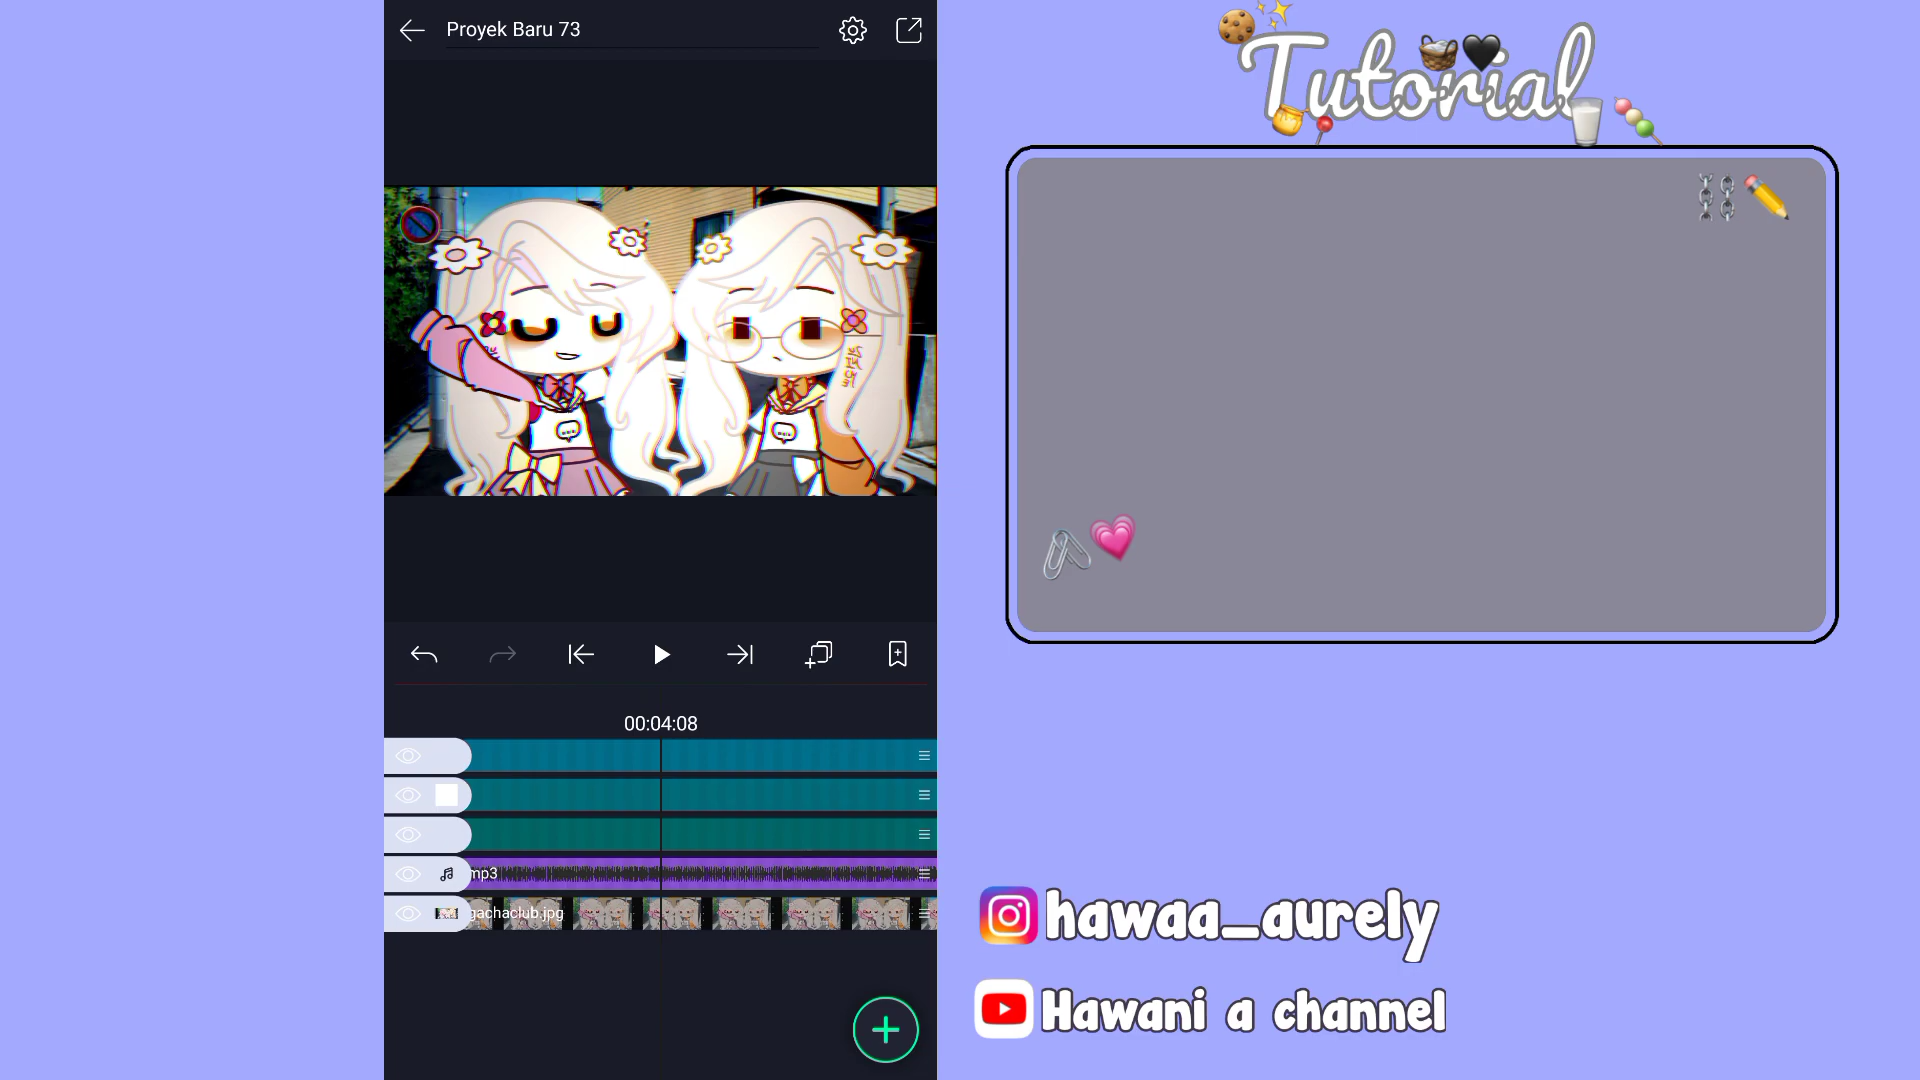 Proyek Baru 73
Tutorial
00:04:08
mp3
gachaclub.jpg
hawaa_aurely
Hawani a channel